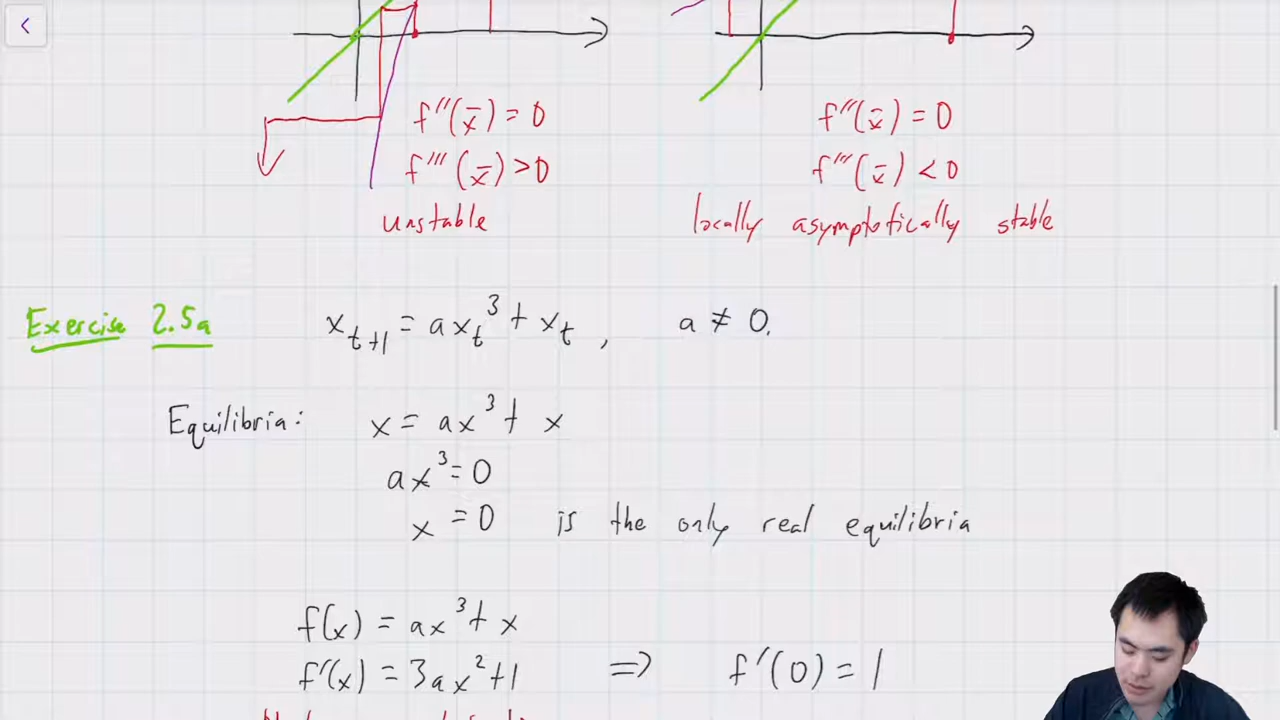 f''(x̄) = 0
f'''(x̄) > 0
unstable
f''(x̄) = 0
f'''(x̄) < 0
locally asymptotically stable
Exercise 2.5a
x_{t+1} = ax_t^3 + x_t , a ≠ 0.
Equilibria: x = ax^3 + x
ax^3 = 0
x = 0 is the only real equilibria
f(x) = ax^3 + x
f'(x) = 3ax^2 + 1 ⇒ f'(0) = 1